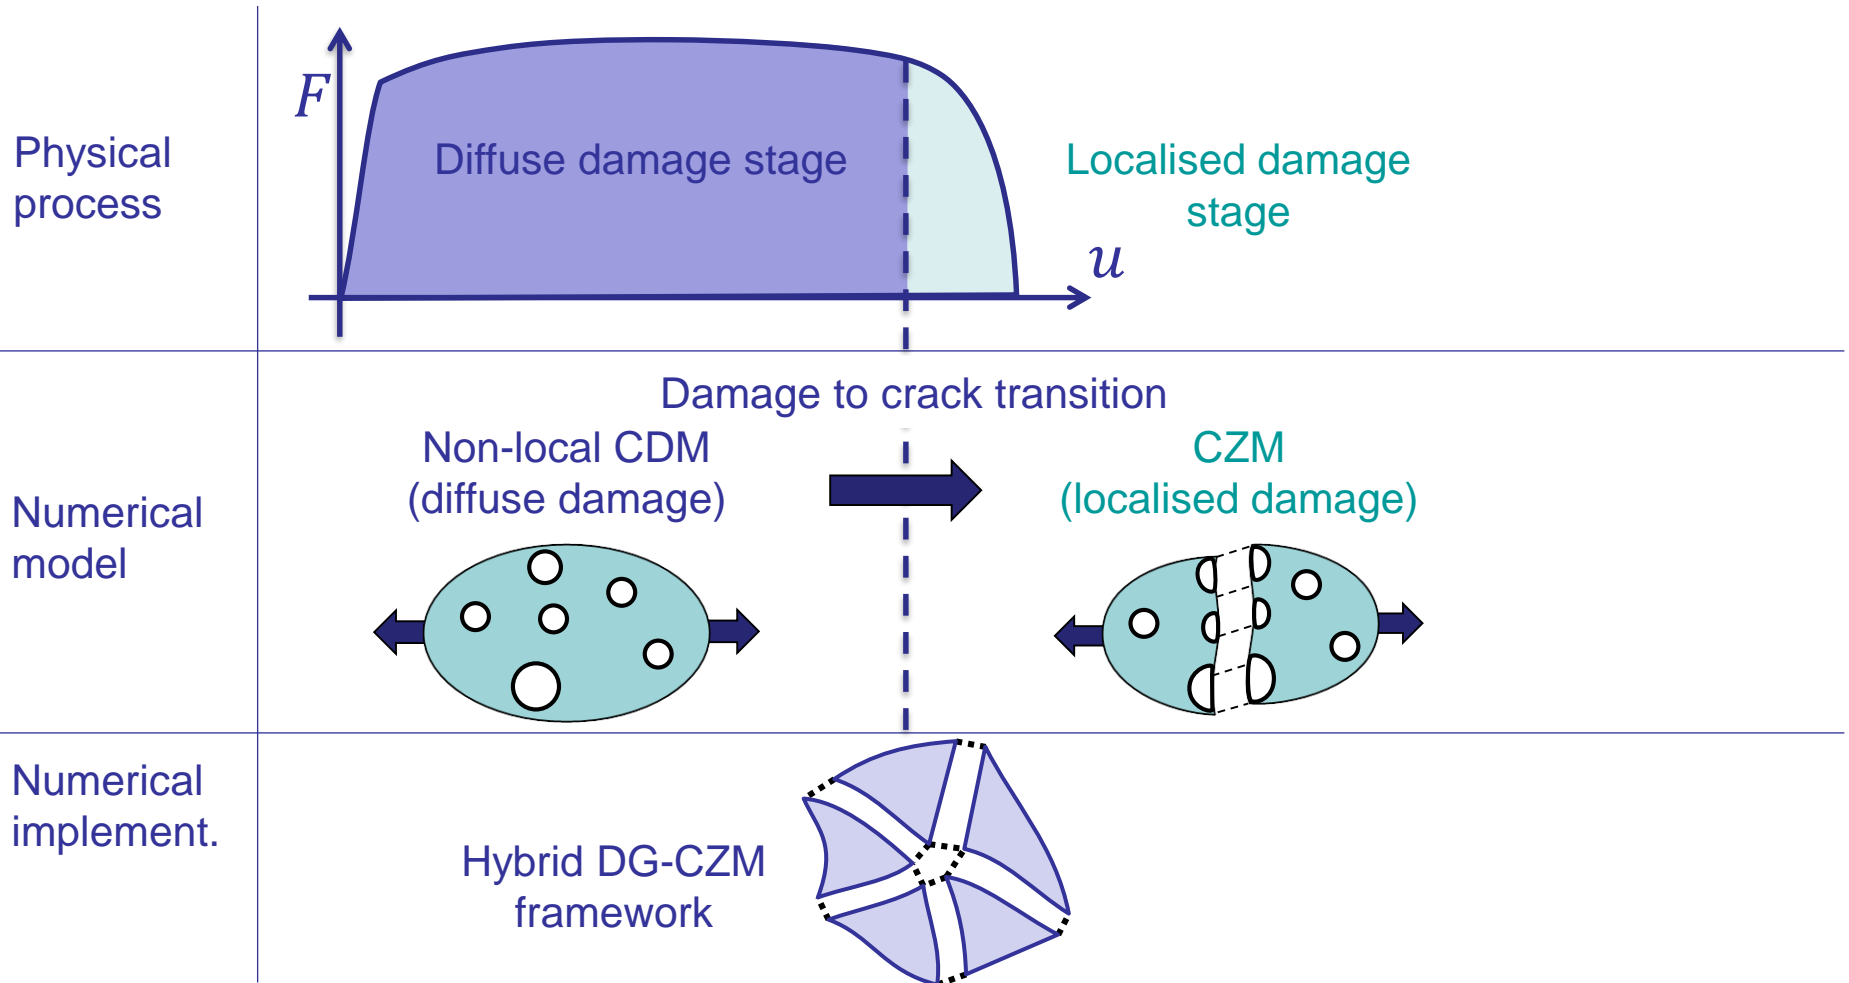 Physical
process
F
Diffuse damage stage
Localised damage
stage
u
Numerical
model
Damage to crack transition
Non-local CDM
(diffuse damage)
CZM
(localised damage)
Numerical
implement.
Hybrid DG-CZM
framework